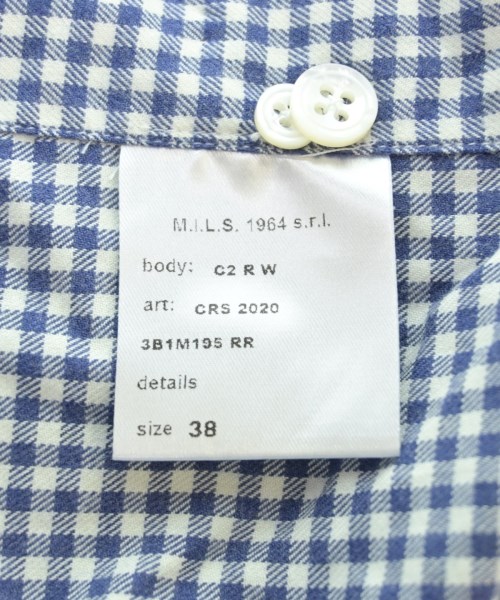 M.I.L.S. 1964 s.r.l.
body: C2 R W
art: CRS 2020
3B1M195 RR
details
size 38